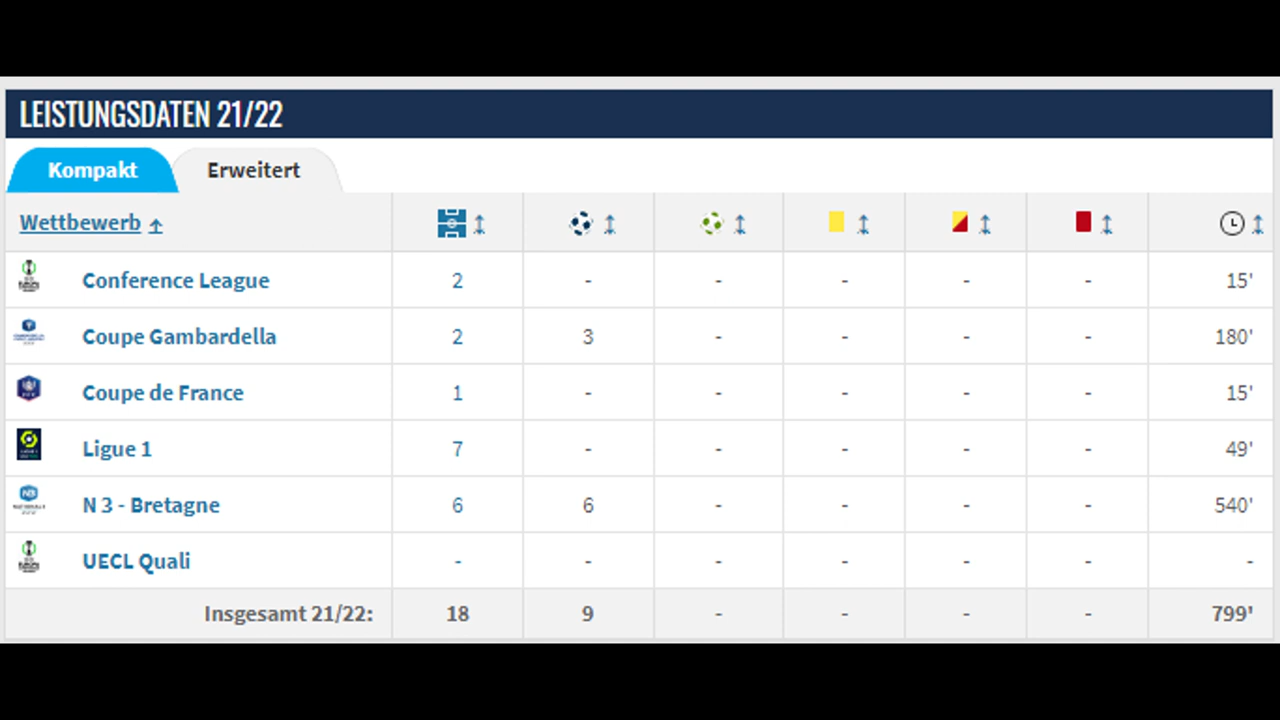 LEISTUNGSDATEN 21/22
Kompakt Erweitert
Wettbewerb
Conference League 2 - - - - - 15'
Coupe Gambardella 2 3 - - - - 180'
Coupe de France 1 - - - - - 15'
Ligue 1 7 - - - - - 49'
N 3 - Bretagne 6 6 - - - - 540'
UECL Quali - - - - - - -
Insgesamt 21/22: 18 9 - - - - 799'